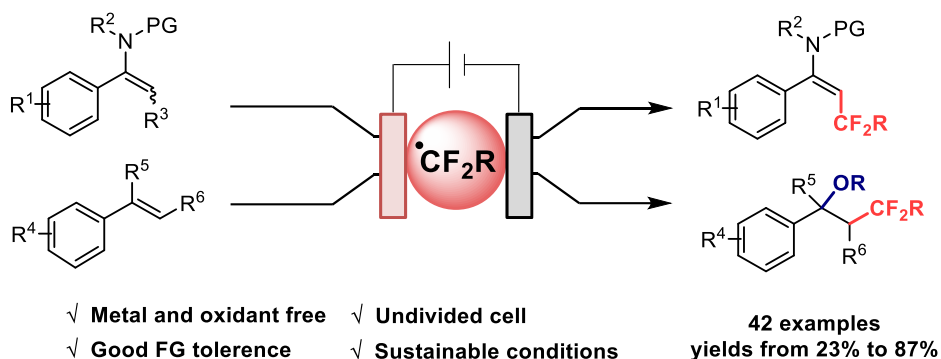 R² N PG
R¹ R³
•CF₂R
R² N PG
R¹ CF₂R
R⁵
R⁴ R⁶
R⁵ OR
CF₂R
R⁴ R⁶
√ Metal and oxidant free √ Undivided cell
√ Good FG tolerence √ Sustainable conditions
42 examples
yields from 23% to 87%